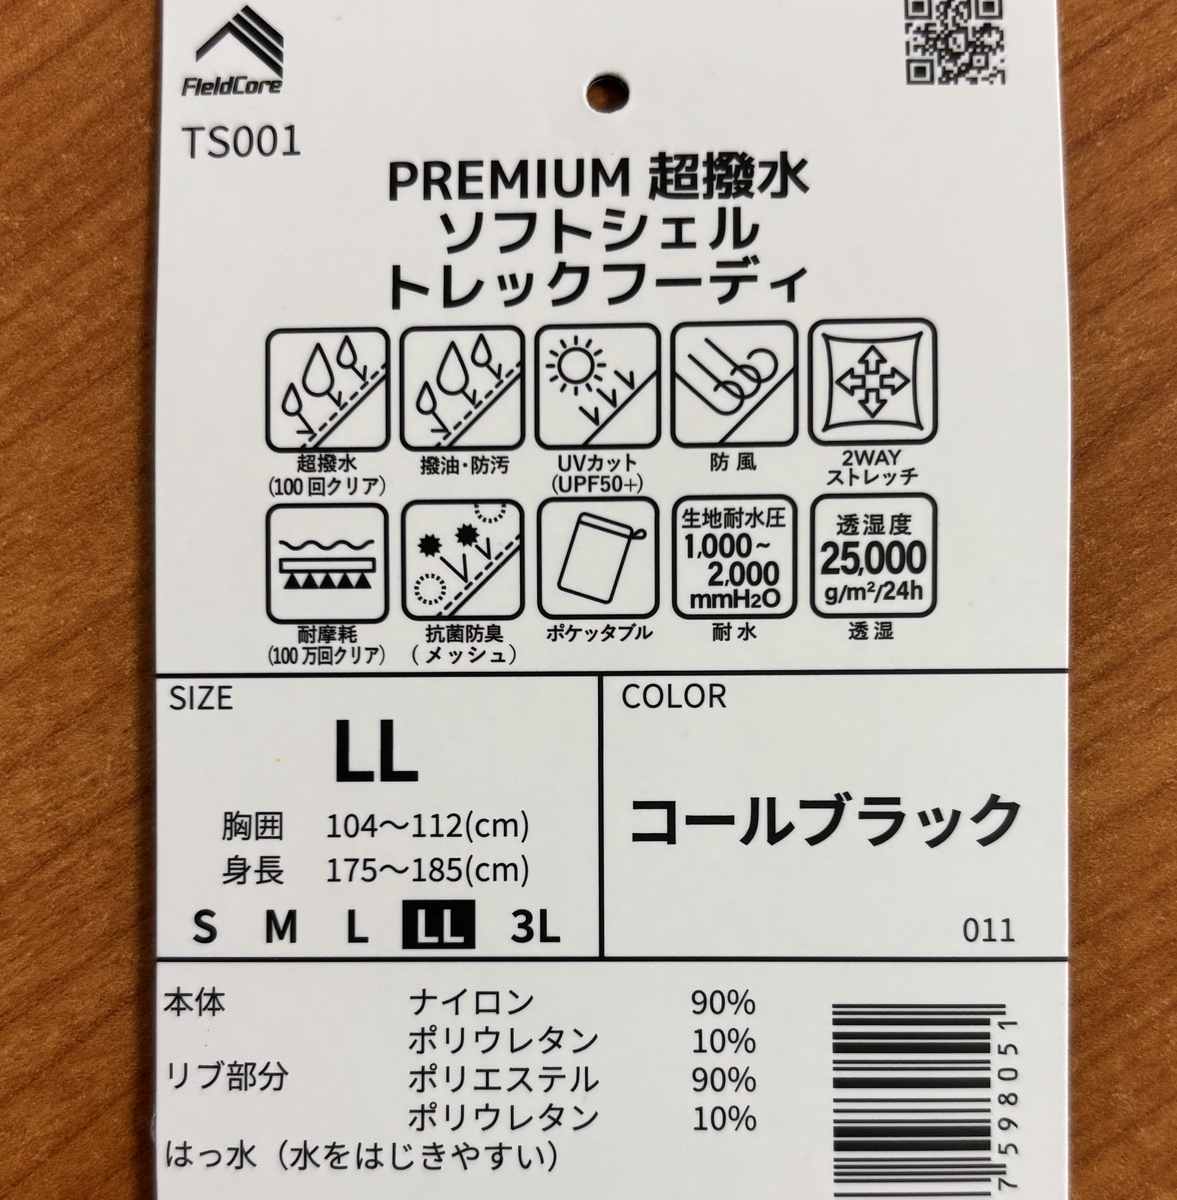 FieldCore
TS001
PREMIUM 超撥水
ソフトシェル
トレックフーディ
超撥水
(100回クリア)
撥油・防汚
UVカット
(UPF50+)
防風
2WAY
ストレッチ
生地耐水圧
1,000~
2,000
mmH2O
透湿度
25,000
g/m²/24h
耐摩耗
(100万回クリア)
抗菌防臭
(メッシュ)
ポケッタブル
耐水
透湿
SIZE
LL
胸囲 104～112(cm)
身長 175～185(cm)
S M L LL 3L
COLOR
コールブラック
011
本体 ナイロン 90%
ポリウレタン 10%
リブ部分 ポリエステル 90%
ポリウレタン 10%
はっ水（水をはじきやすい）
7598051